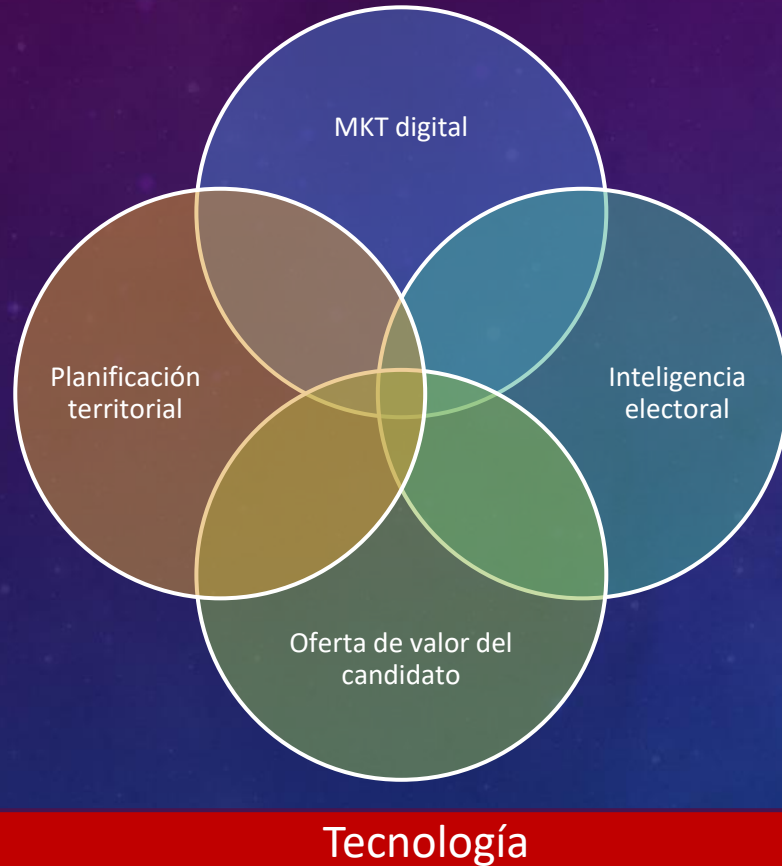 MKT digital
Planificación
territorial
Inteligencia
electoral
Oferta de valor del
candidato
Tecnología